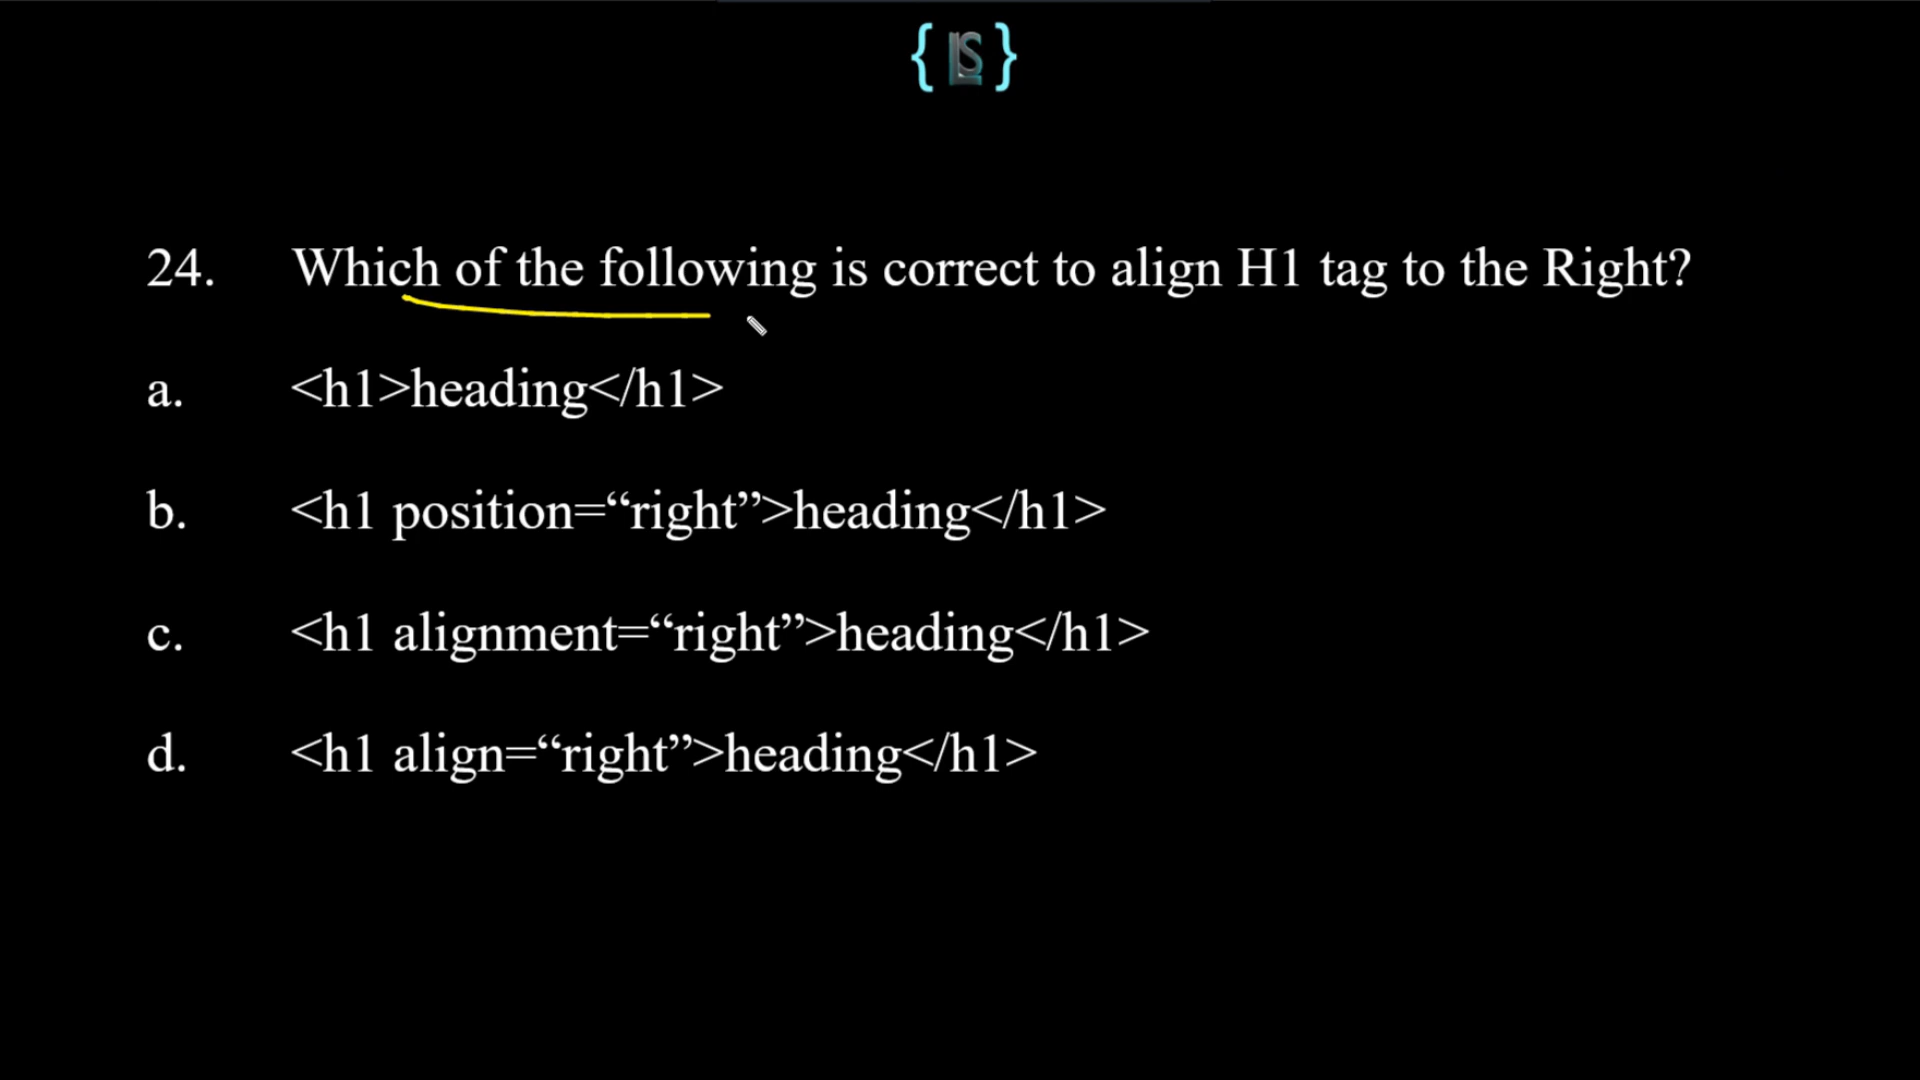 {LS}
24. Which of the following is correct to align H1 tag to the Right?
a. <h1>heading</h1>
b. <h1 position=“right”>heading</h1>
c. <h1 alignment=“right”>heading</h1>
d. <h1 align=“right”>heading</h1>